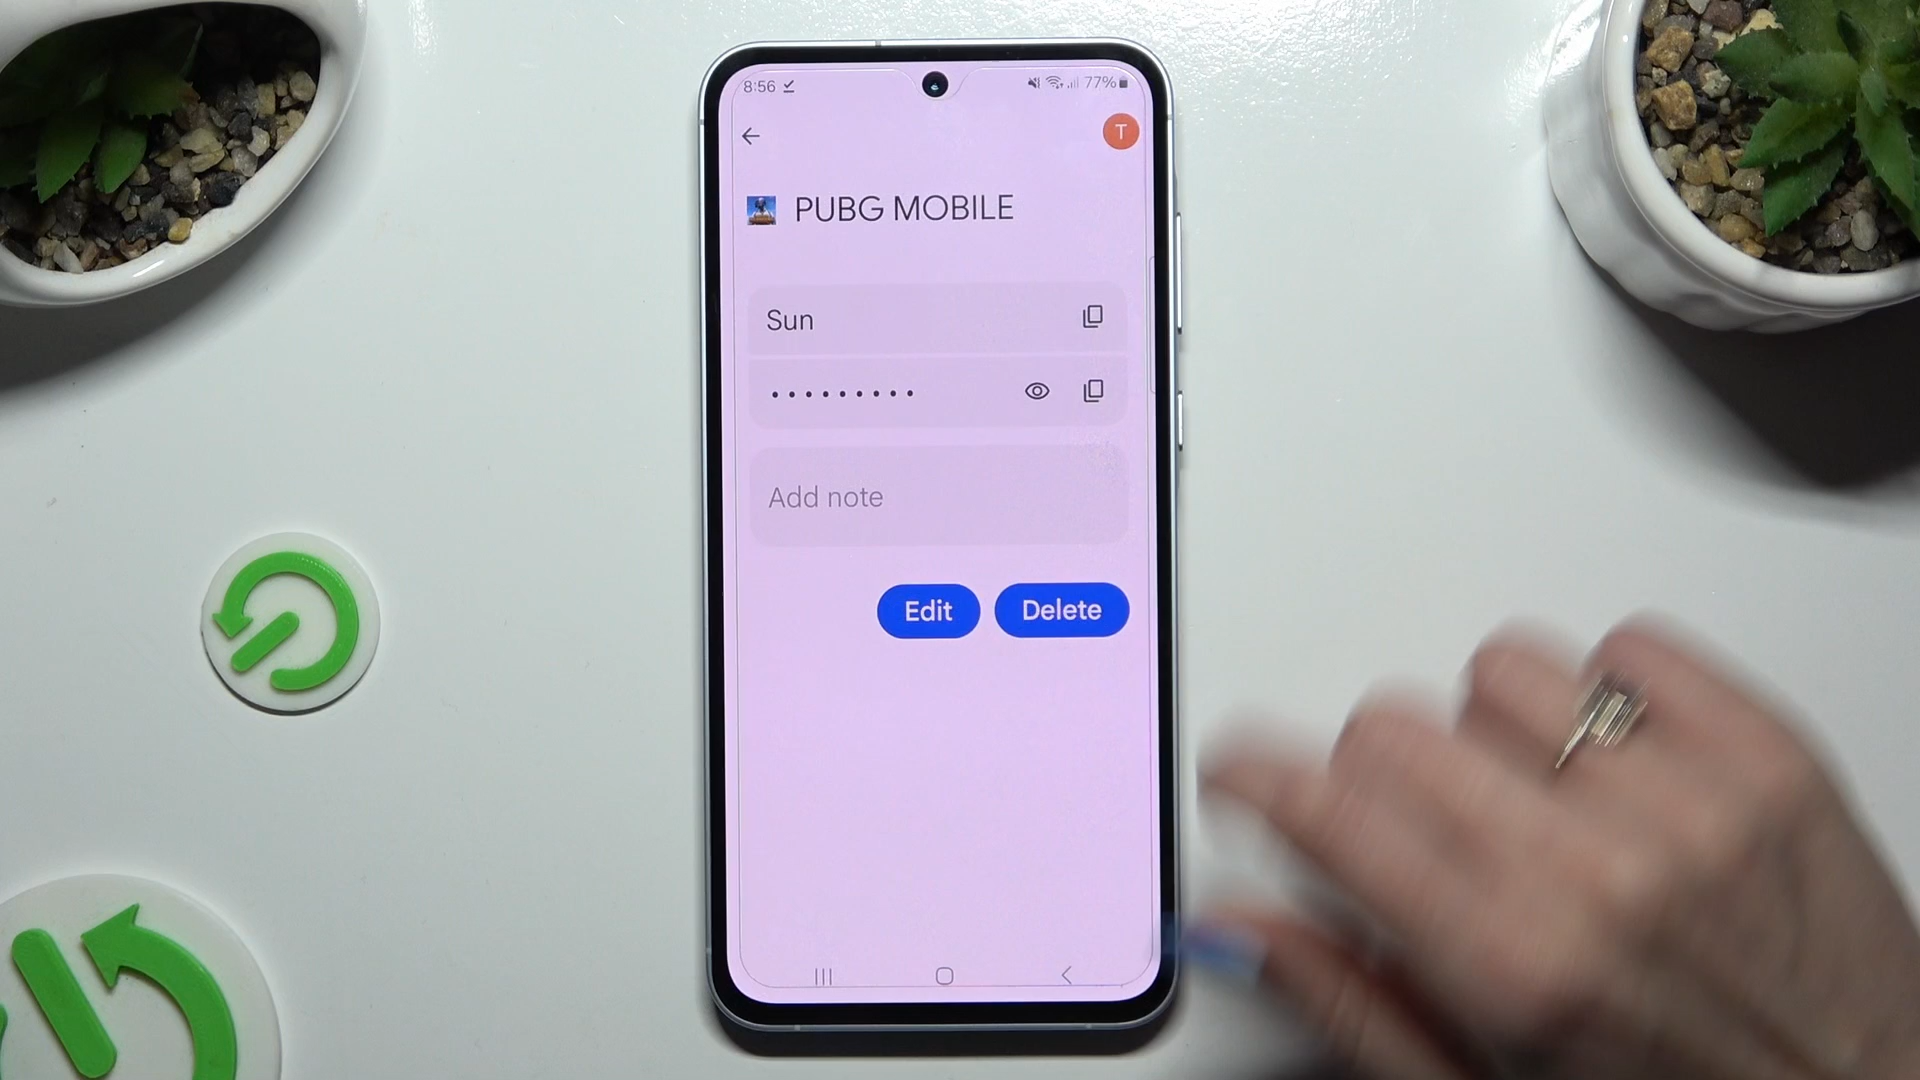 8:56 77%
T
PUBG MOBILE
Sun
•••••••••
Add note
Edit Delete